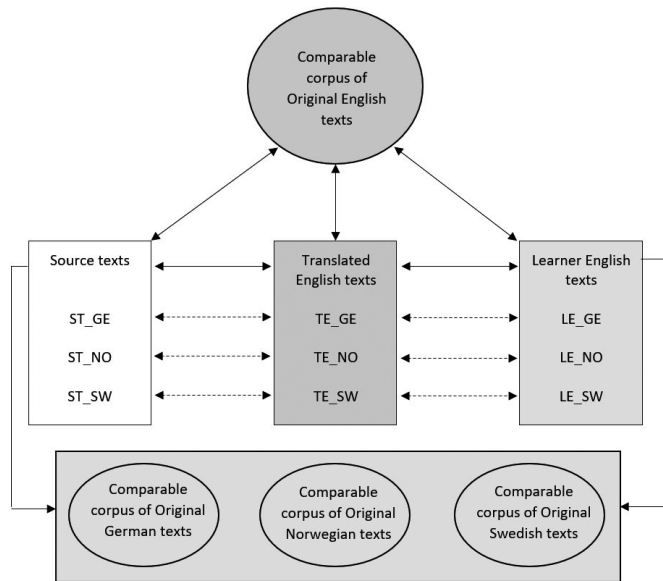 Comparable
corpus of
Original English
texts
Source texts
ST_GE
ST_NO
ST_SW
Translated
English texts
TE_GE
TE_NO
TE_SW
Learner English
texts
LE_GE
LE_NO
LE_SW
Comparable
corpus of Original
German texts
Comparable
corpus of Original
Norwegian texts
Comparable
corpus of Original
Swedish texts